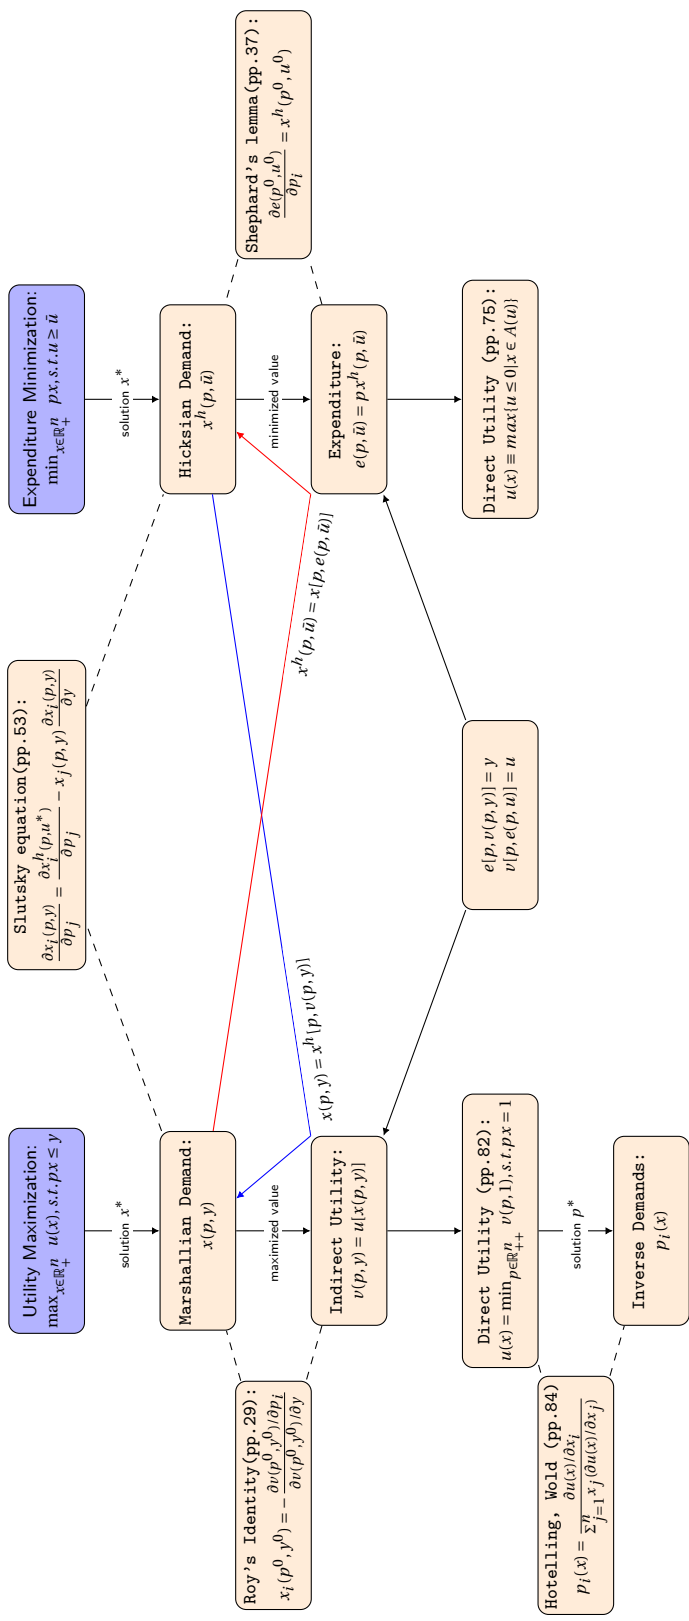 Utility Maximization:
max_{x∈ℝ^n_+} u(x), s.t. px ≤ y
Slutsky equation(pp.53):
∂x_i(p,y)/∂p_j = ∂x_i^h(p,u*)/∂p_j − x_j(p,y) ∂x_i(p,y)/∂y
Expenditure Minimization:
min_{x∈ℝ^n_+} px, s.t. u ≥ ū
solution x*
solution x*
Marshallian Demand:
x(p, y)
Hicksian Demand:
x^h(p, ū)
Roy's Identity(pp.29):
x_i(p^0, y^0) = − ∂v(p^0,y^0)/∂p_i / ∂v(p^0,y^0)/∂y
maximized value
x(p, y) = x^h[p, v(p, y)]
x^h(p, ū) = x[p, e(p, ū)]
minimized value
Shephard's lemma(pp.37):
∂e(p^0,u^0)/∂p_i = x^h(p^0, u^0)
Indirect Utility:
v(p, y) = u[x(p, y)]
Expenditure:
e(p, ū) = px^h(p, ū)
Direct Utility (pp.82):
u(x) = min_{p∈ℝ^n_++} v(p, 1), s.t. px = 1
e[p, v(p, y)] = y
v[p, e(p, u)] = u
Direct Utility (pp.75):
u(x) ≡ max{u ≤ 0|x ∈ A(u)}
solution p*
Hotelling, Wold (pp.84)
p_i(x) = ∂u(x)/∂x_i / Σ^n_{j=1} x_j(∂u(x)/∂x_j)
Inverse Demands:
p_i(x)